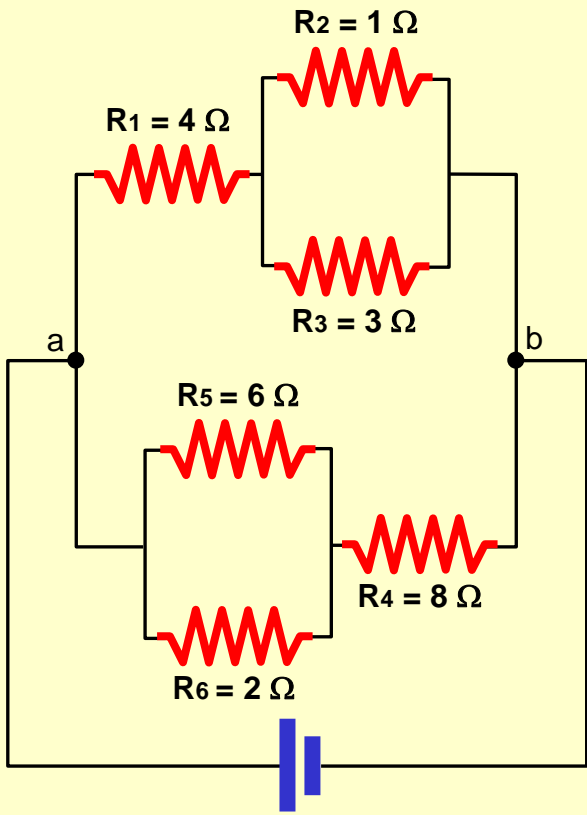 R2 = 1 Ω
R1 = 4 Ω
R3 = 3 Ω
a
b
R5 = 6 Ω
R4 = 8 Ω
R6 = 2 Ω